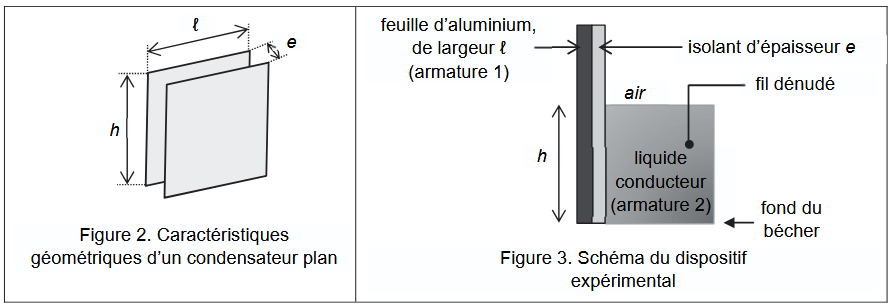 ℓ
e
h
Figure 2. Caractéristiques
géométriques d’un condensateur plan
feuille d’aluminium,
de largeur ℓ
(armature 1)
isolant d’épaisseur e
air
fil dénudé
h
liquide
conducteur
(armature 2)
fond du
bécher
Figure 3. Schéma du dispositif
expérimental